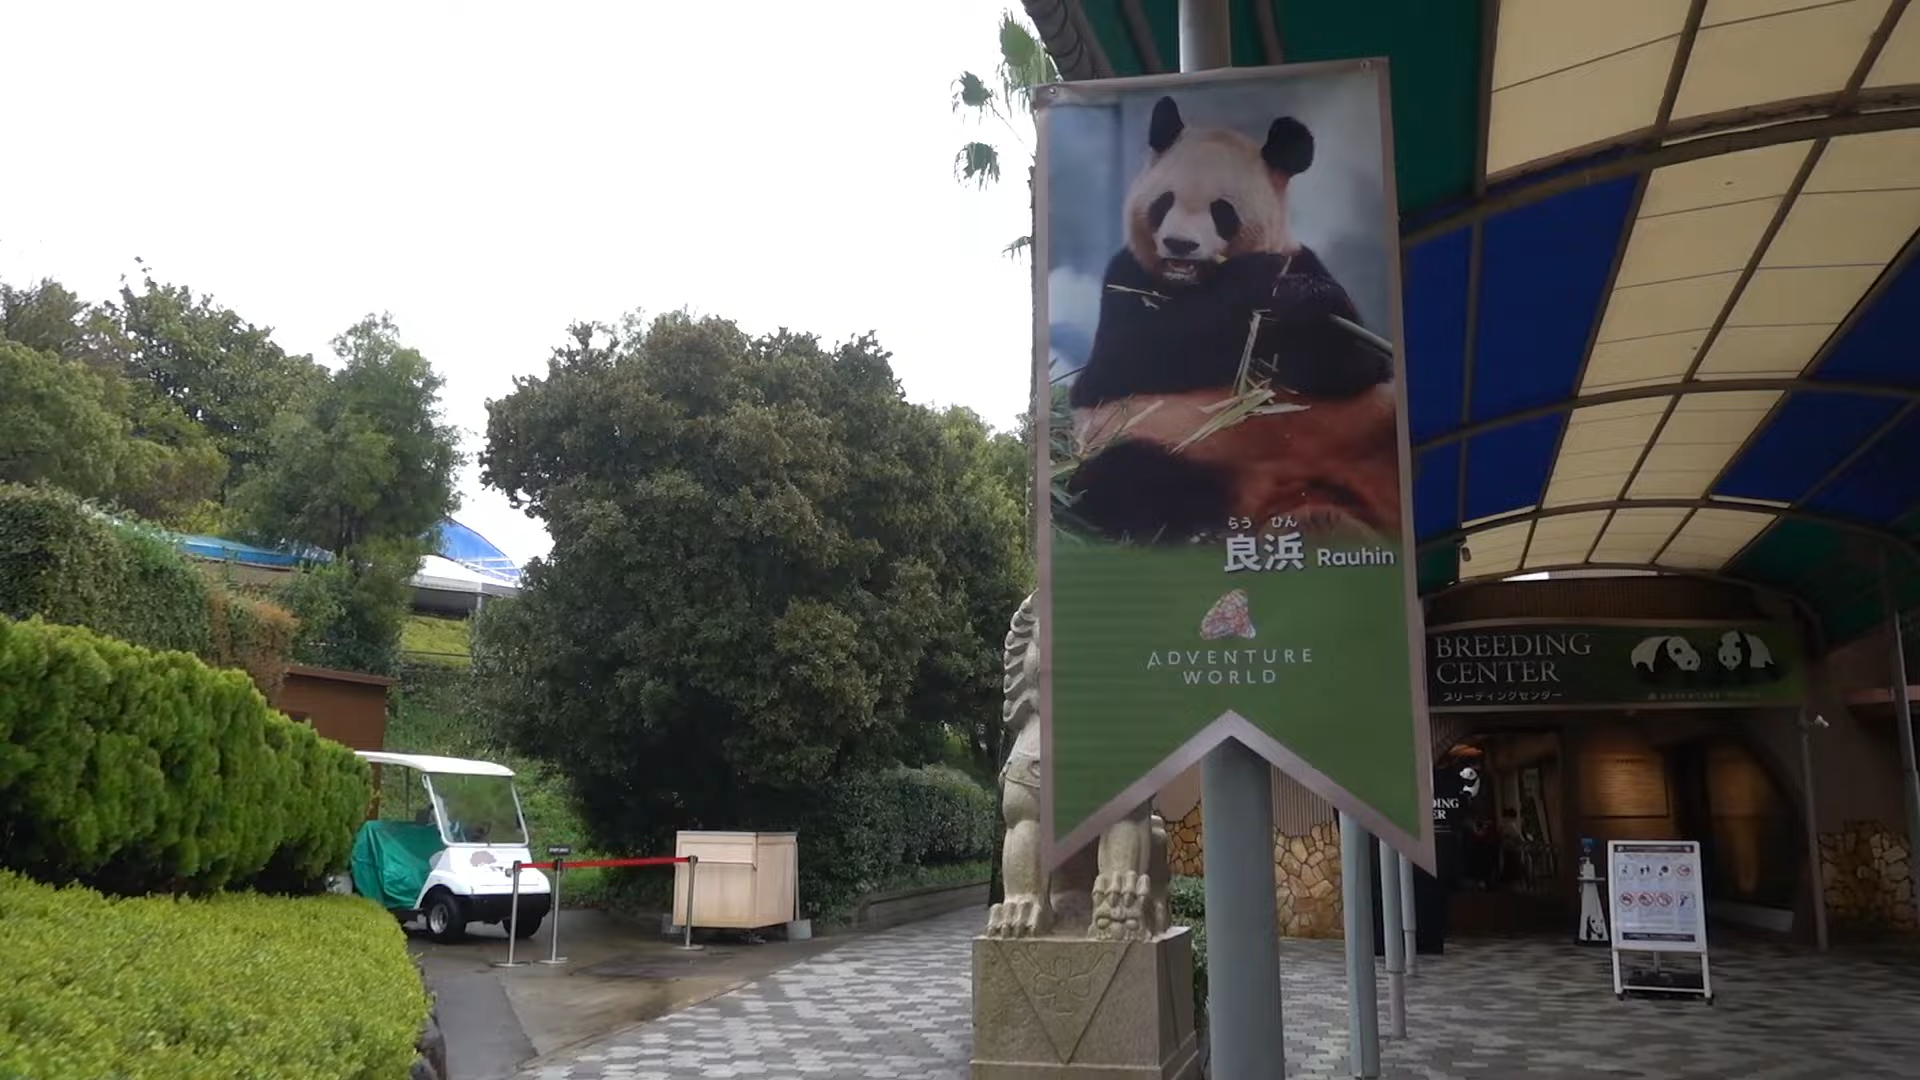 らう ひん
良浜 Rauhin
ADVENTURE
WORLD
BREEDING
CENTER
ブリーディングセンター